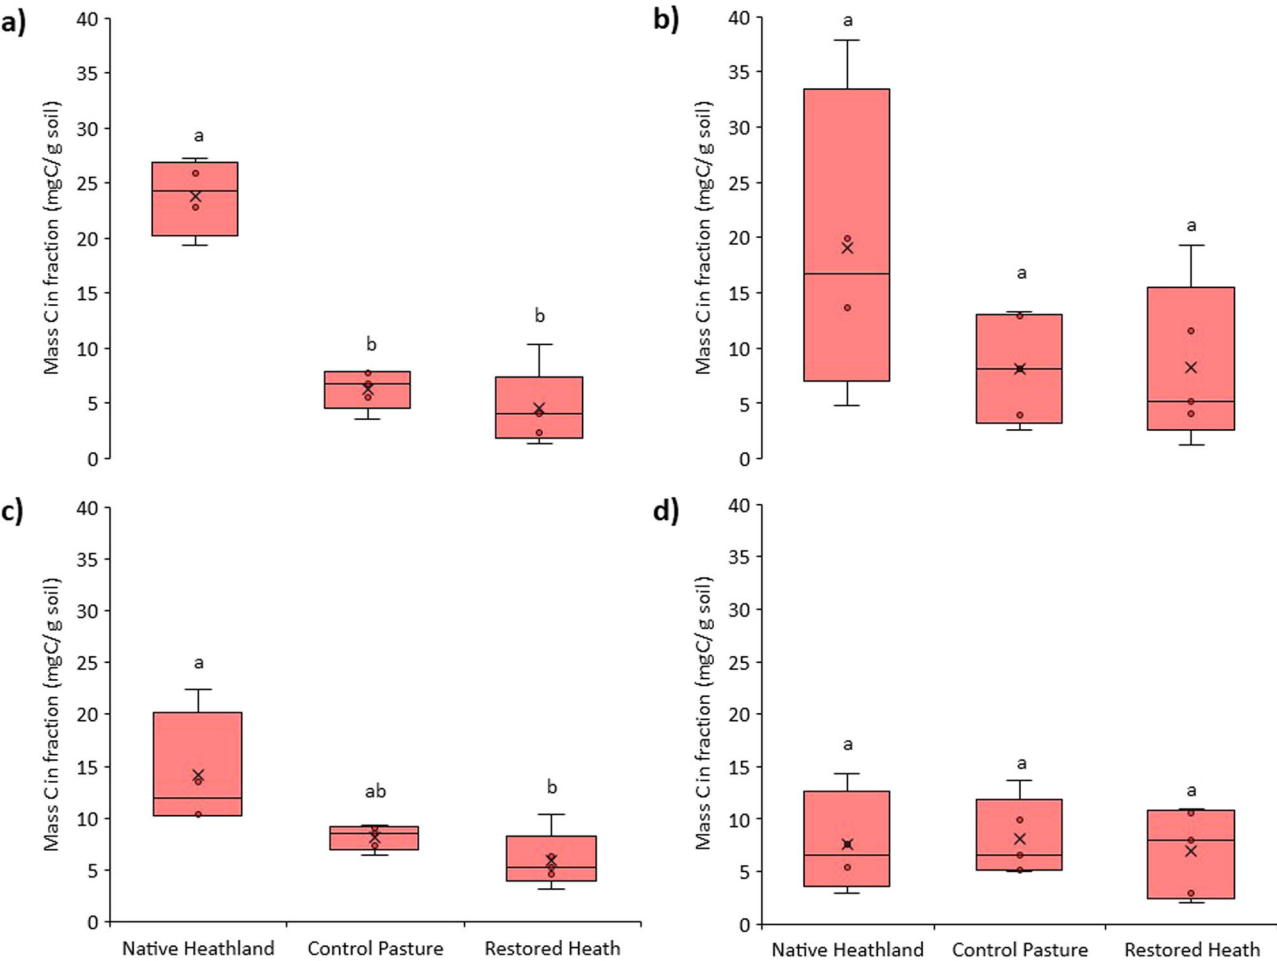 a)
Mass C in fraction (mgC/g soil)
40
35
30
25
20
15
10
5
0
a
b
b
b)
Mass C in fraction (mgC/g soil)
40
35
30
25
20
15
10
5
0
a
a
a
c)
Mass C in fraction (mgC/g soil)
40
35
30
25
20
15
10
5
0
a
ab
b
Native Heathland Control Pasture Restored Heath
d)
Mass C in fraction (mgC/g soil)
40
35
30
25
20
15
10
5
0
a
a
a
Native Heathland Control Pasture Restored Heath